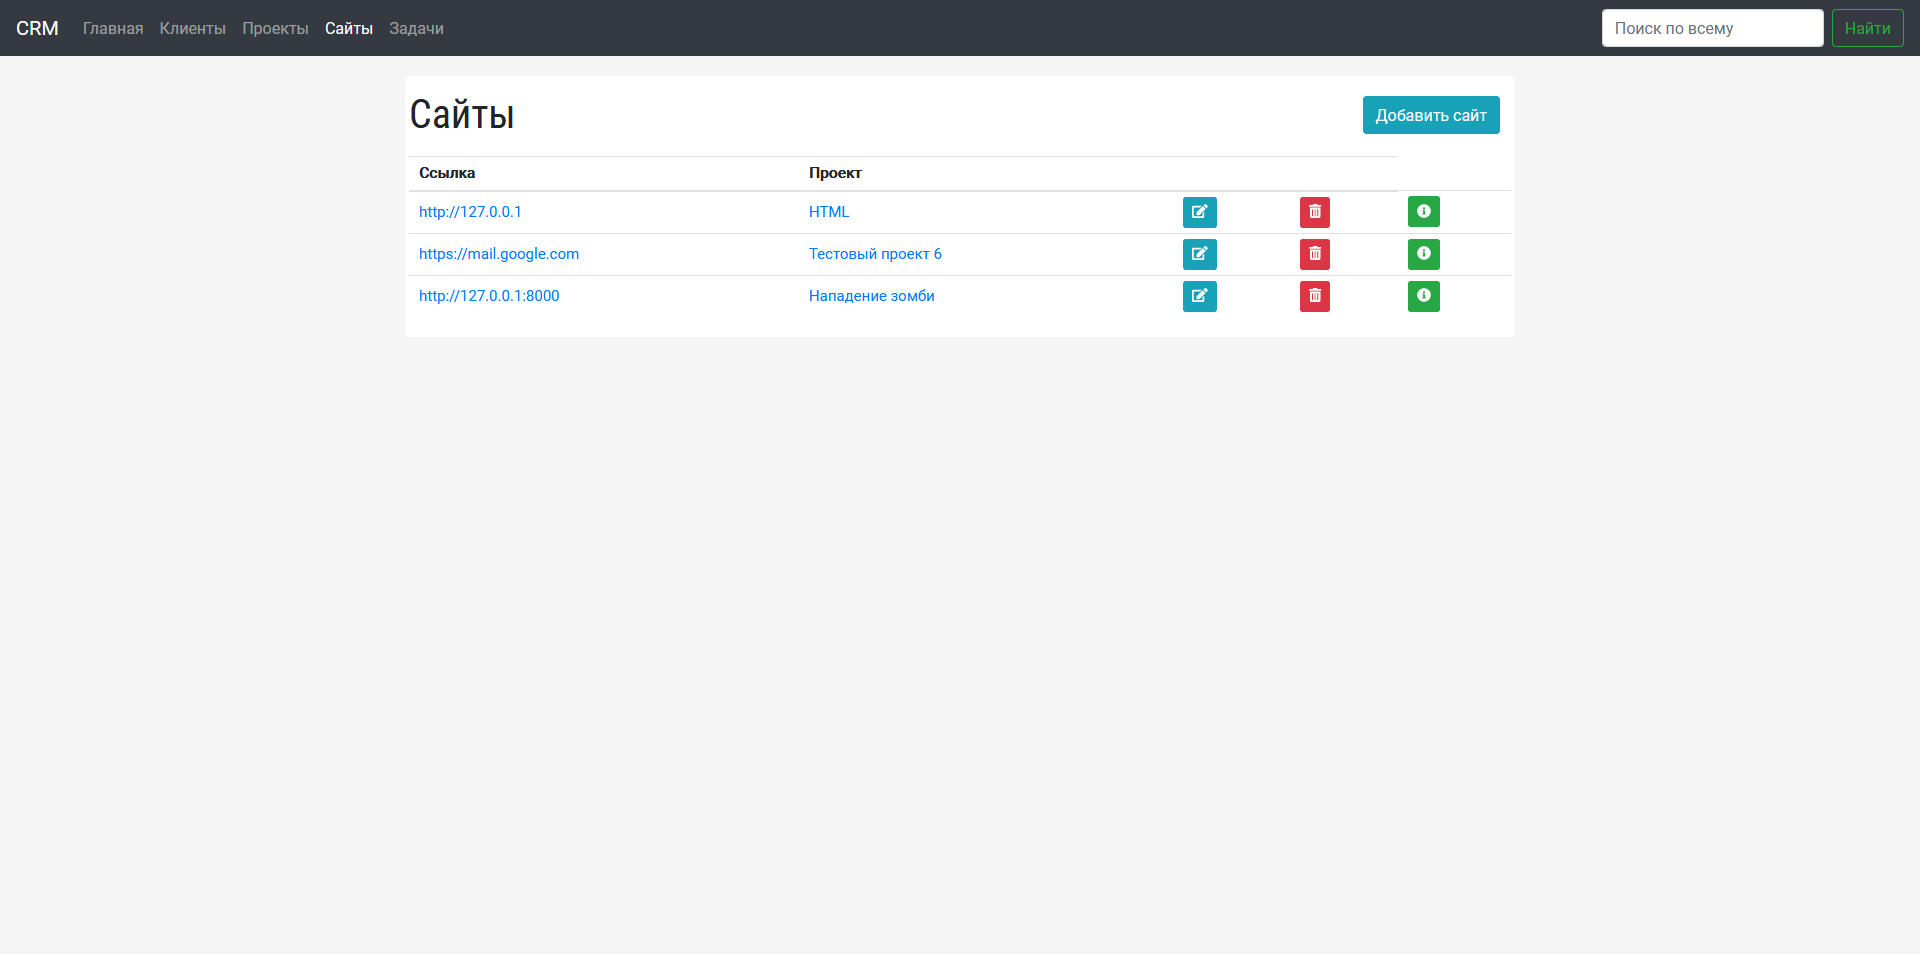 CRM Главная Клиенты Проекты Сайты Задачи Поиск по всему Найти
Сайты Добавить сайт
Ссылка Проект
http://127.0.0.1 HTML
https://mail.google.com Тестовый проект 6
http://127.0.0.1:8000 Нападение зомби